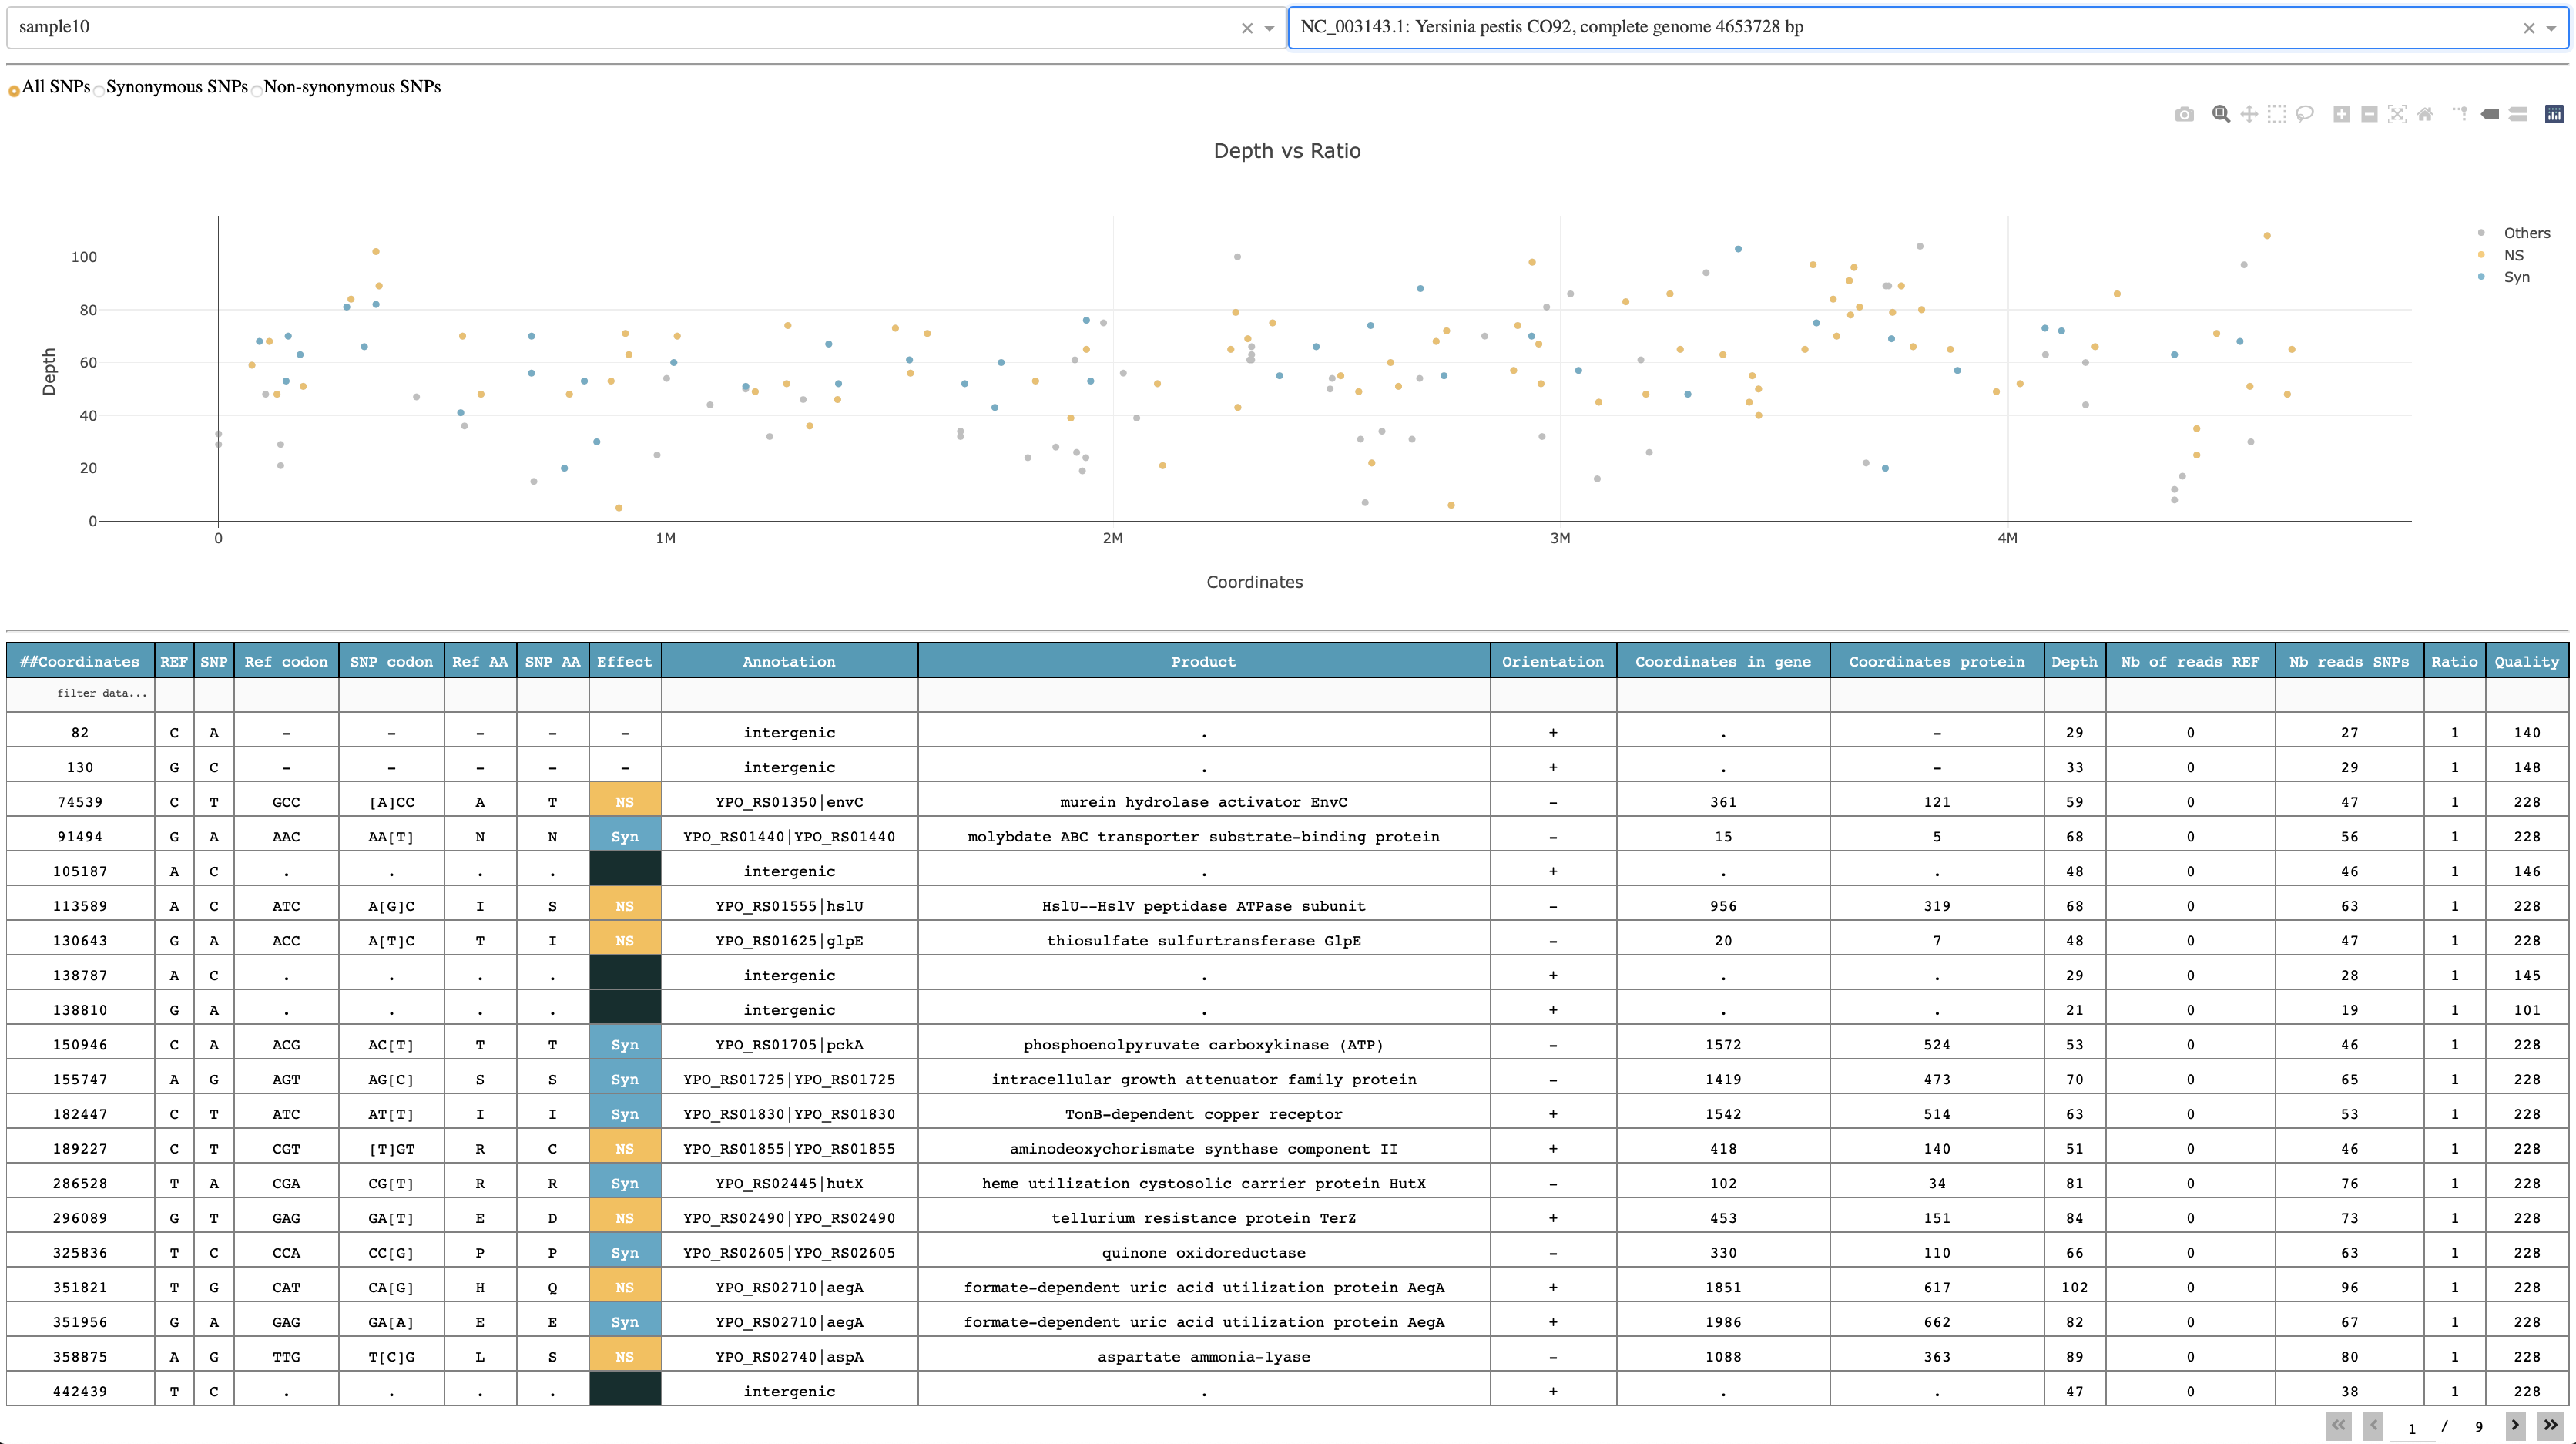 sample10
NC_003143.1: Yersinia pestis CO92, complete genome 4653728 bp
All SNPs Synonymous SNPs Non-synonymous SNPs
Depth vs Ratio
Others
NS
Syn
100
80
60
40
20
0
Depth
0 1M 2M 3M 4M
Coordinates
##Coordinates REF SNP Ref codon SNP codon Ref AA SNP AA Effect Annotation Product Orientation Coordinates in gene Coordinates protein Depth Nb of reads REF Nb reads SNPs Ratio Quality
filter data...
82 C A - - - - - intergenic . + . - 29 0 27 1 140
130 G C - - - - - intergenic . + . - 33 0 29 1 148
74539 C T GCC [A]CC A T NS YPO_RS01350|envC murein hydrolase activator EnvC - 361 121 59 0 47 1 228
91494 G A AAC AA[T] N N Syn YPO_RS01440|YPO_RS01440 molybdate ABC transporter substrate-binding protein - 15 5 68 0 56 1 228
105187 A C . . . . intergenic . + . . 48 0 46 1 146
113589 A C ATC A[G]C I S NS YPO_RS01555|hslU HslU--HslV peptidase ATPase subunit - 956 319 68 0 63 1 228
130643 G A ACC A[T]C T I NS YPO_RS01625|glpE thiosulfate sulfurtransferase GlpE - 20 7 48 0 47 1 228
138787 A C . . . . intergenic . + . . 29 0 28 1 145
138810 G A . . . . intergenic . + . . 21 0 19 1 101
150946 C A ACG AC[T] T T Syn YPO_RS01705|pckA phosphoenolpyruvate carboxykinase (ATP) - 1572 524 53 0 46 1 228
155747 A G AGT AG[C] S S Syn YPO_RS01725|YPO_RS01725 intracellular growth attenuator family protein - 1419 473 70 0 65 1 228
182447 C T ATC AT[T] I I Syn YPO_RS01830|YPO_RS01830 TonB-dependent copper receptor + 1542 514 63 0 53 1 228
189227 C T CGT [T]GT R C NS YPO_RS01855|YPO_RS01855 aminodeoxychorismate synthase component II + 418 140 51 0 46 1 228
286528 T A CGA CG[T] R R Syn YPO_RS02445|hutX heme utilization cystosolic carrier protein HutX - 102 34 81 0 76 1 228
296089 G T GAG GA[T] E D NS YPO_RS02490|YPO_RS02490 tellurium resistance protein TerZ + 453 151 84 0 73 1 228
325836 T C CCA CC[G] P P Syn YPO_RS02605|YPO_RS02605 quinone oxidoreductase - 330 110 66 0 63 1 228
351821 T G CAT CA[G] H Q NS YPO_RS02710|aegA formate-dependent uric acid utilization protein AegA + 1851 617 102 0 96 1 228
351956 G A GAG GA[A] E E Syn YPO_RS02710|aegA formate-dependent uric acid utilization protein AegA + 1986 662 82 0 67 1 228
358875 A G TTG T[C]G L S NS YPO_RS02740|aspA aspartate ammonia-lyase - 1088 363 89 0 80 1 228
442439 T C . . . . intergenic . + . . 47 0 38 1 228
1 / 9